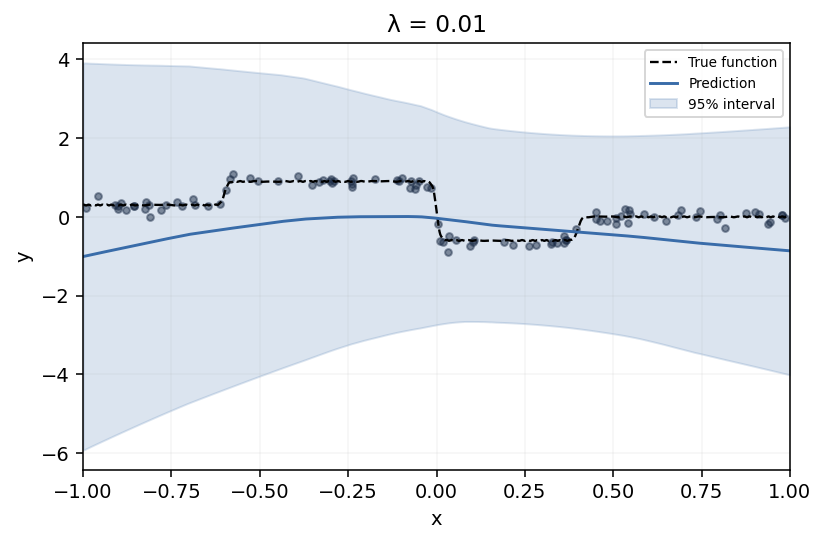 λ = 0.01
4
2
0
−2
−4
−6
y
True function
Prediction
95% interval
−1.00 −0.75 −0.50 −0.25 0.00 0.25 0.50 0.75 1.00
x